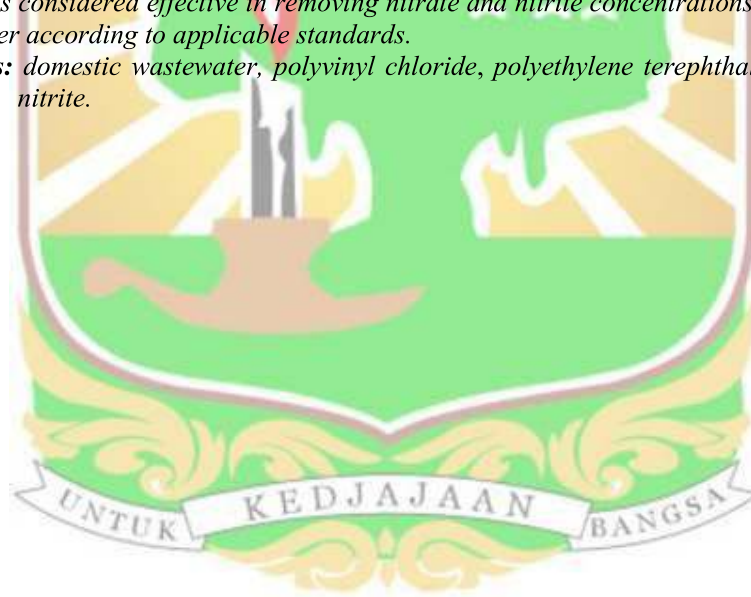 s considered effective in removing nitrate and nitrite concentrations
er according to applicable standards.
s: domestic wastewater, polyvinyl chloride, polyethylene terephtha
nitrite.
UNTUK KEDJAJAAN BANGSA